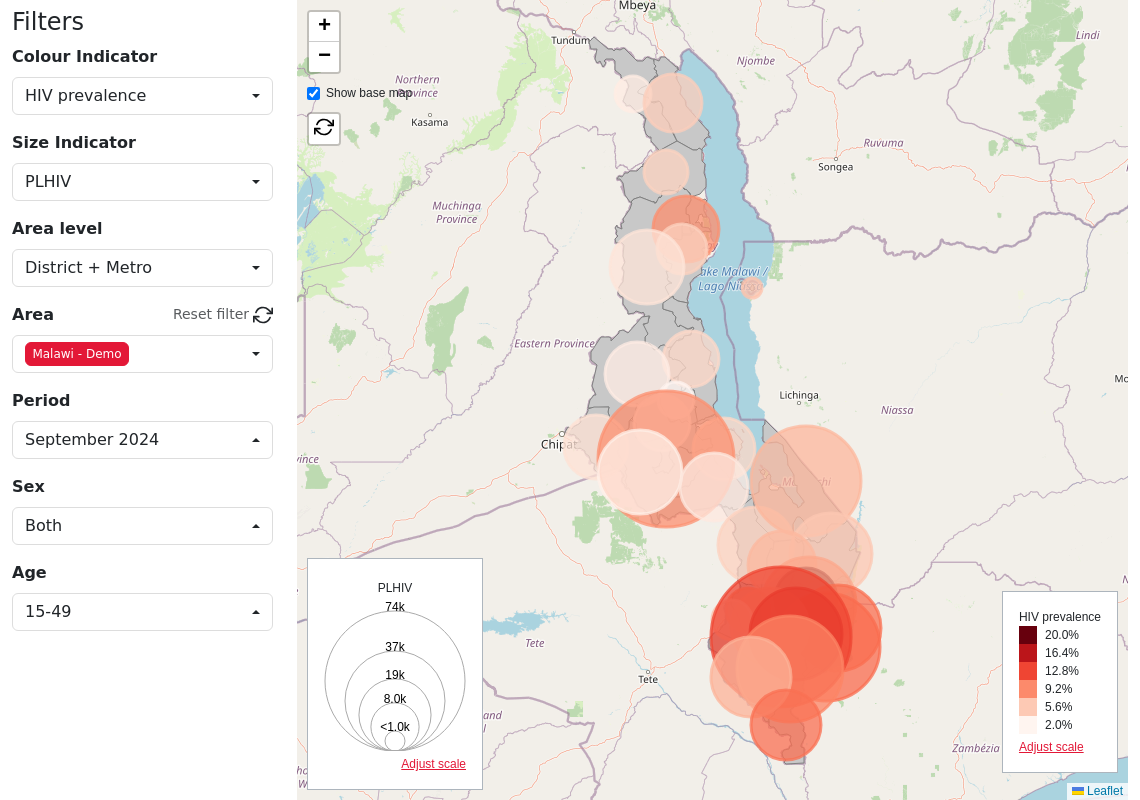 Filters
Colour Indicator
HIV prevalence
Size Indicator
PLHIV
Area level
District + Metro
Area
Reset filter
Malawi - Demo
Period
September 2024
Sex
Both
Age
15-49
+
−
Show base map
Mbeya
Tundum
Northern
Province
Kasama
Njombe
Lindi
Ruvuma
Songea
Muchinga
Province
Lake Malawi /
Lago Niassa
Eastern Province
Lichinga
Niassa
Mo
Chipat
vince
Tete
Tete
Zambézia
and
PLHIV
74k
37k
19k
8.0k
<1.0k
Adjust scale
HIV prevalence
20.0%
16.4%
12.8%
9.2%
5.6%
2.0%
Adjust scale
Leaflet